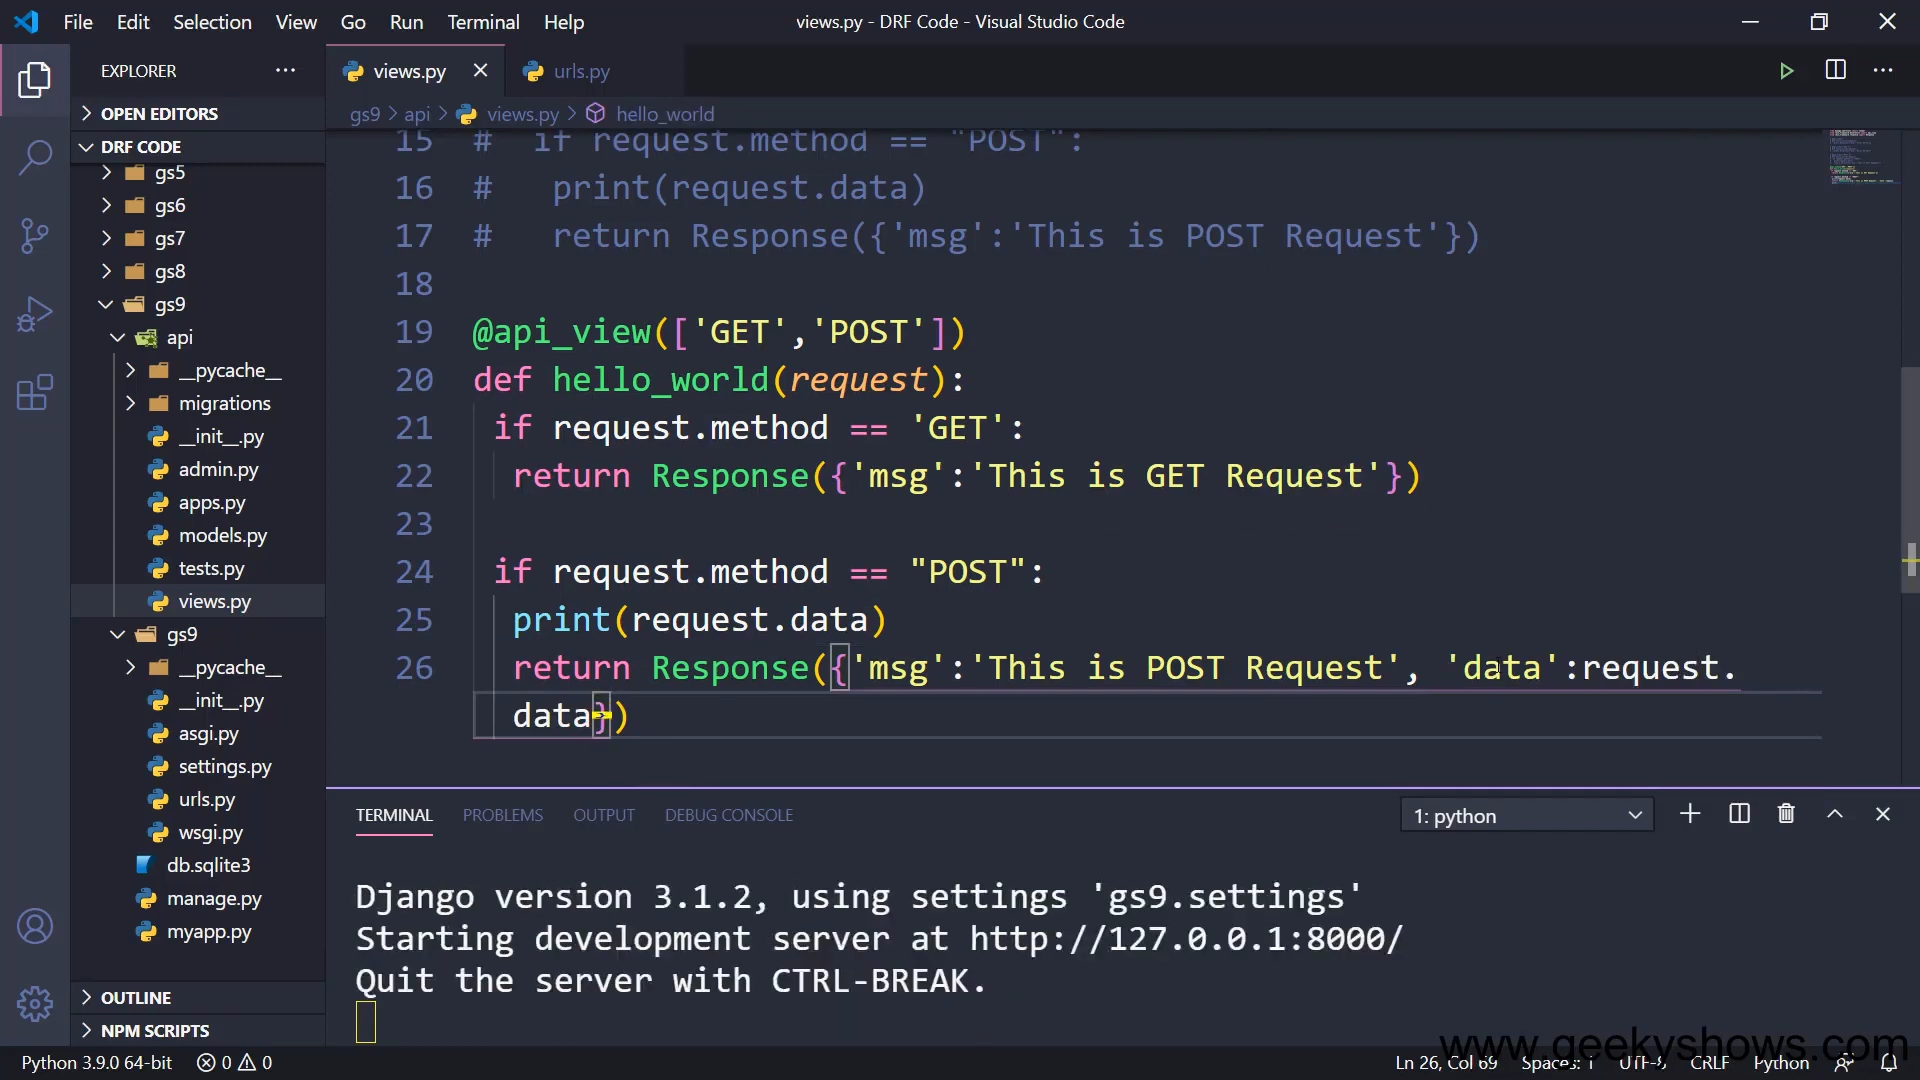 File Edit Selection View Go Run Terminal Help
views.py - DRF Code - Visual Studio Code
EXPLORER
views.py
urls.py
OPEN EDITORS
gs9 > api > views.py > hello_world
DRF CODE
gs5
gs6
gs7
gs8
gs9
api
__pycache__
migrations
__init__.py
admin.py
apps.py
models.py
tests.py
views.py
gs9
__pycache__
__init__.py
asgi.py
settings.py
urls.py
wsgi.py
db.sqlite3
manage.py
myapp.py
OUTLINE
NPM SCRIPTS
15 # if request.method == "POST":
16 # print(request.data)
17 # return Response({'msg':'This is POST Request'})
18
19 @api_view(['GET','POST'])
20 def hello_world(request):
21 if request.method == 'GET':
22 return Response({'msg':'This is GET Request'})
23
24 if request.method == "POST":
25 print(request.data)
26 return Response({'msg':'This is POST Request', 'data':request.
data})
TERMINAL PROBLEMS OUTPUT DEBUG CONSOLE
1: python
Django version 3.1.2, using settings 'gs9.settings'
Starting development server at http://127.0.0.1:8000/
Quit the server with CTRL-BREAK.
www.geekyshows.com
Python 3.9.0 64-bit 0 0
Ln 26, Col 69 Spaces: 1 UTF-8 CRLF Python